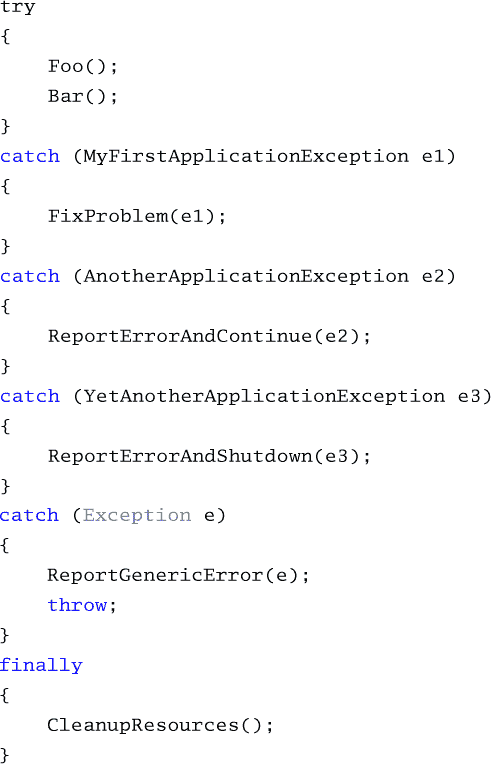 try
{
    Foo();
    Bar();
}
catch (MyFirstApplicationException e1)
{
    FixProblem(e1);
}
catch (AnotherApplicationException e2)
{
    ReportErrorAndContinue(e2);
}
catch (YetAnotherApplicationException e3)
{
    ReportErrorAndShutdown(e3);
}
catch (Exception e)
{
    ReportGenericError(e);
    throw;
}
finally
{
    CleanupResources();
}